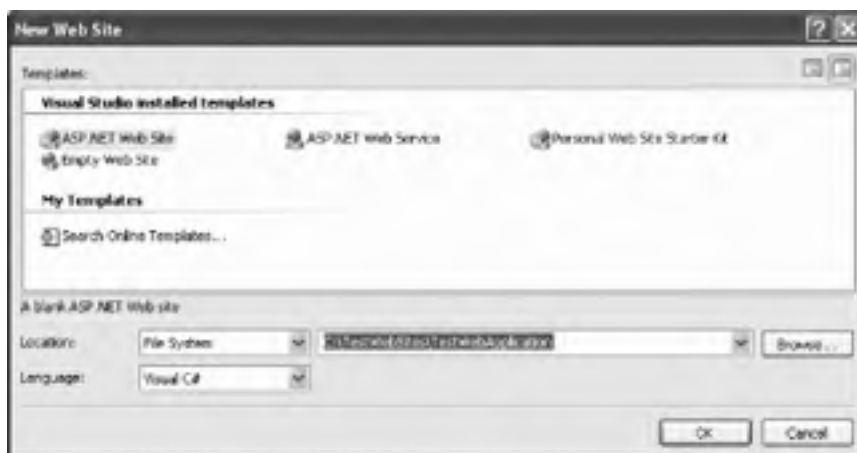 New Web Site
Templates:
Visual Studio installed templates
ASP.NET Web Site
ASP.NET Web Service
Personal Web Site Starter Kit
Empty Web Site
My Templates
Search Online Templates...
A blank ASP.NET Web site
Location:
File System
Browse...
Language:
Visual C#
OK
Cancel